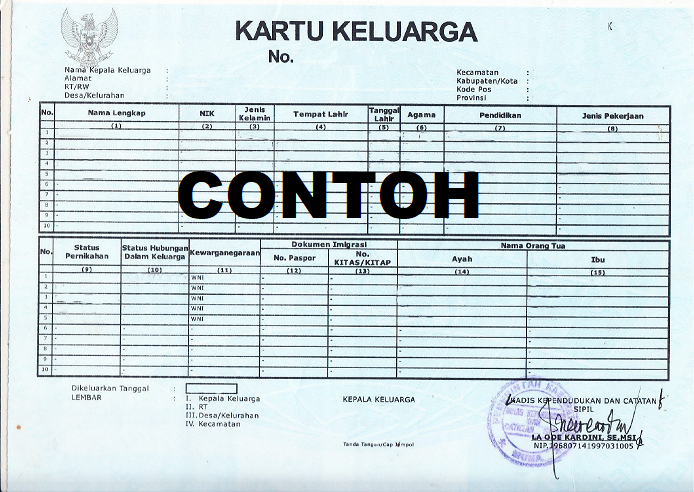 KARTU KELUARGA
No.
Nama Kepala Keluarga :
Alamat :
RT/RW :
Desa/Kelurahan :
Kecamatan :
Kabupaten/Kota :
Kode Pos :
Provinsi :
No. Nama Lengkap NIK Jenis Kelamin Tempat Lahir Tanggal Lahir Agama Pendidikan Jenis Pekerjaan
(1) (2) (3) (4) (5) (6) (7) (8)
1
2
3
4
5
6
7
8
9
10
CONTOH
No. Status Pernikahan Status Hubungan Dalam Keluarga Kewarganegaraan Dokumen Imigrasi Nama Orang Tua
No. Paspor No. KITAS/KITAP Ayah Ibu
(9) (10) (11) (12) (13) (14) (15)
1 WNI
2 WNI
3 WNI
4 WNI
5 WNI
6
7
8
9
10
Dikeluarkan Tanggal :
LEMBAR : I. Kepala Keluarga
II. RT
III. Desa/Kelurahan
IV. Kecamatan
KEPALA KELUARGA
Tanda Tangan/Cap Jempol
KADIS KEPENDUDUKAN DAN CATATAN
SIPIL
LA ODE KARDINI, SE,MSI
NIP.196807141997031005
MUNA